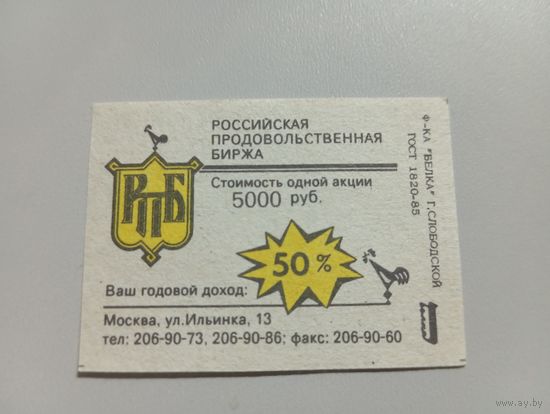 РОССИЙСКАЯ
ПРОДОВОЛЬСТВЕННАЯ
БИРЖА
РПБ
Стоимость одной акции
5000 руб.
50 %
Ваш годовой доход:
Москва, ул.Ильинка, 13
тел: 206-90-73, 206-90-86; факс: 206-90-60
Ф-КА "БЕЛКА" Г.СЛОБОДСКОЙ
ГОСТ 1820-85
белка
www.ay.by